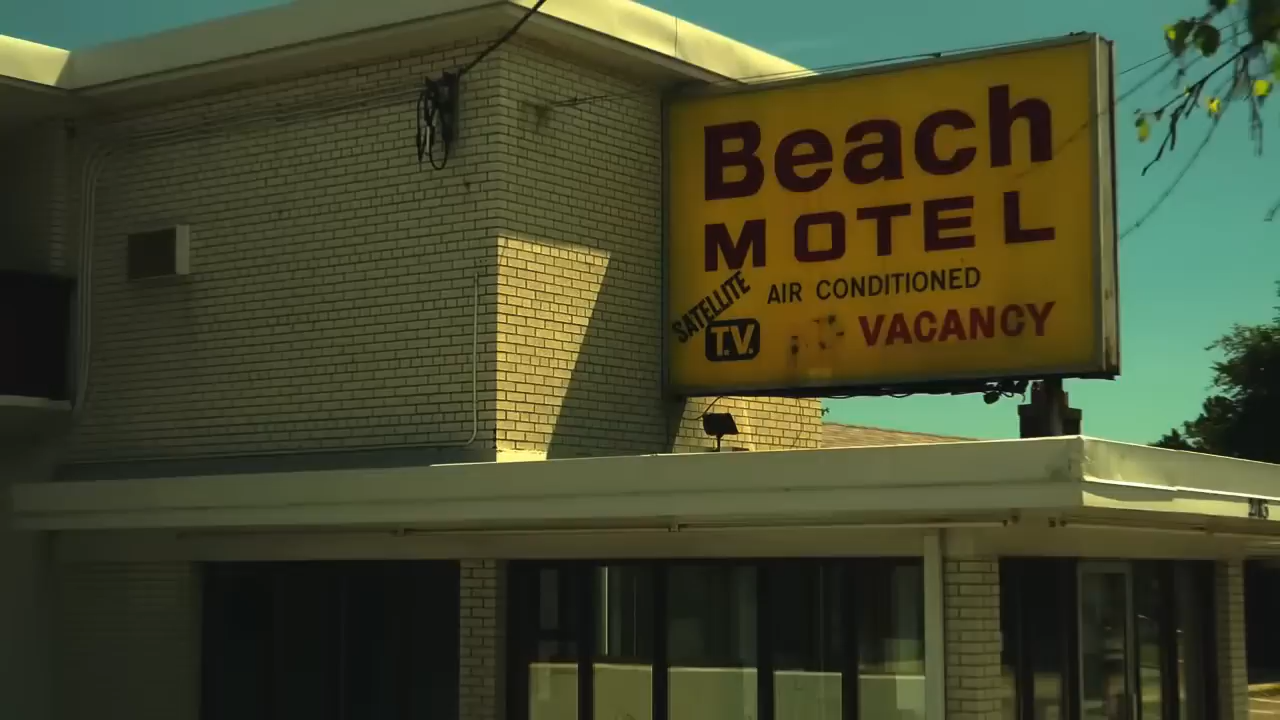 Beach
MOTEL
AIR CONDITIONED
SATELLITE
T.V.
VACANCY